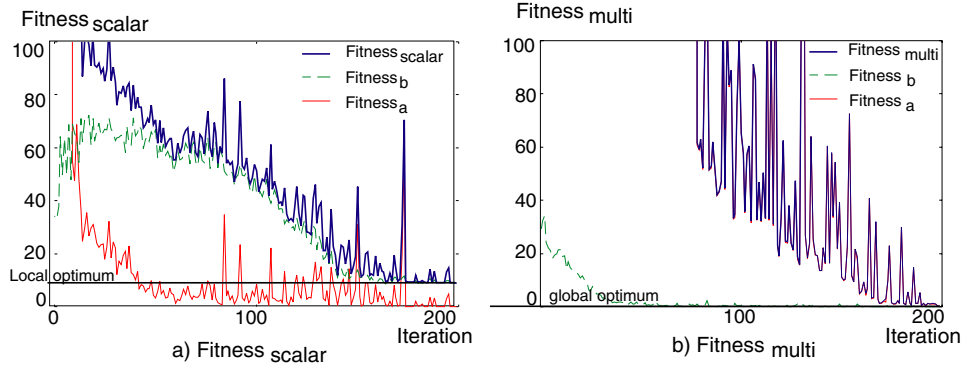 Fitness scalar
100
80
60
40
20
0
Local optimum
Fitness scalar
Fitness b
Fitness a
0
100
200
Iteration
a) Fitness scalar
Fitness multi
100
80
60
40
20
0
global optimum
Fitness multi
Fitness b
Fitness a
100
200
Iteration
b) Fitness multi